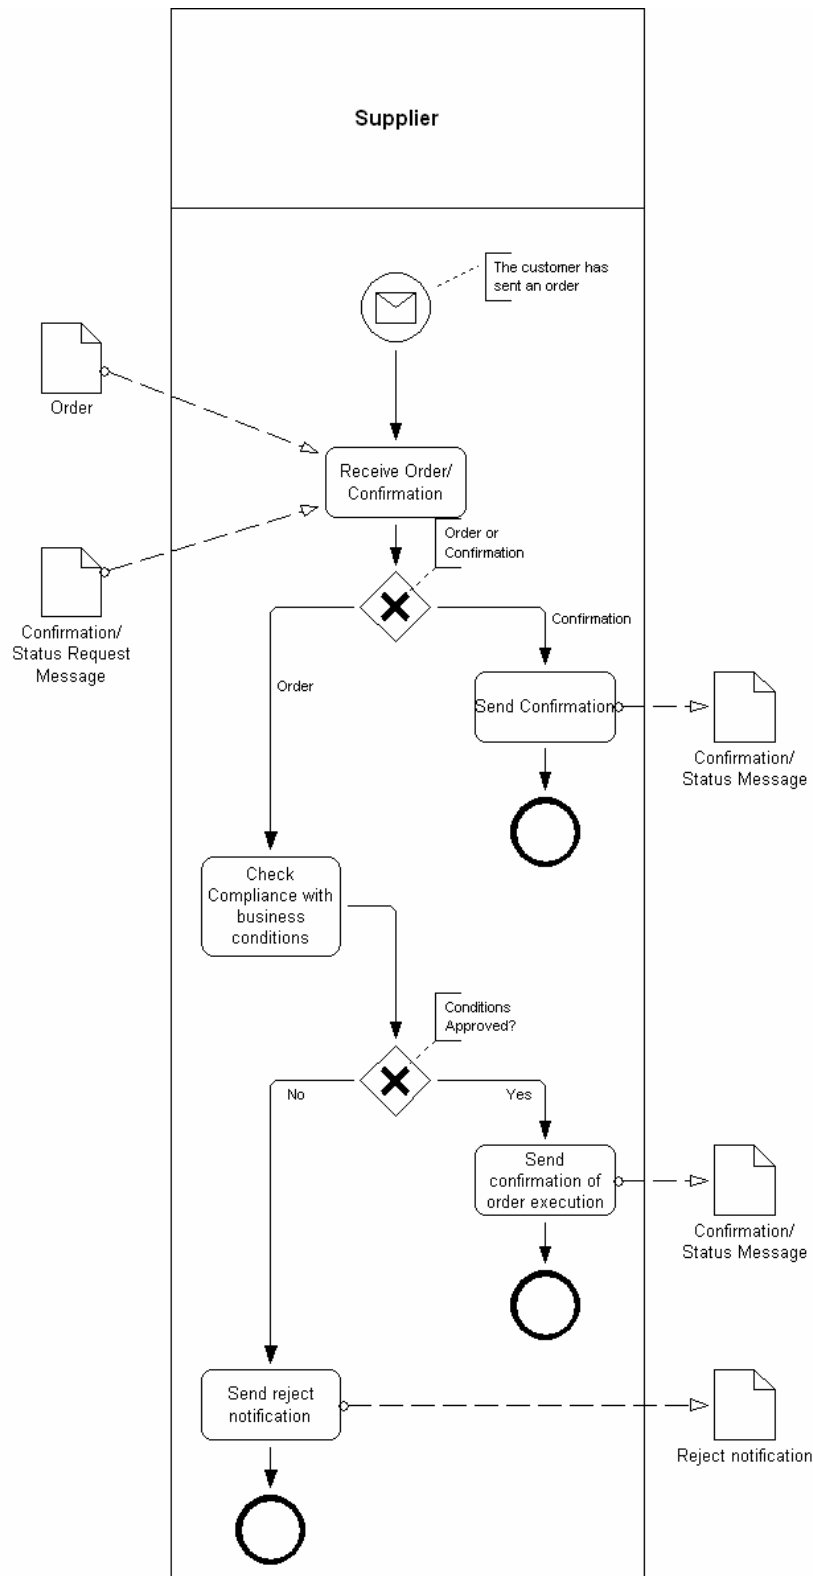 Supplier
The customer has
sent an order
Order
Receive Order/
Confirmation
Order or
Confirmation
Confirmation/
Status Request
Message
Confirmation
Order
Send Confirmation
Confirmation/
Status Message
Check
Compliance with
business
conditions
Conditions
Approved?
No
Yes
Send
confirmation of
order execution
Confirmation/
Status Message
Send reject
notification
Reject notification